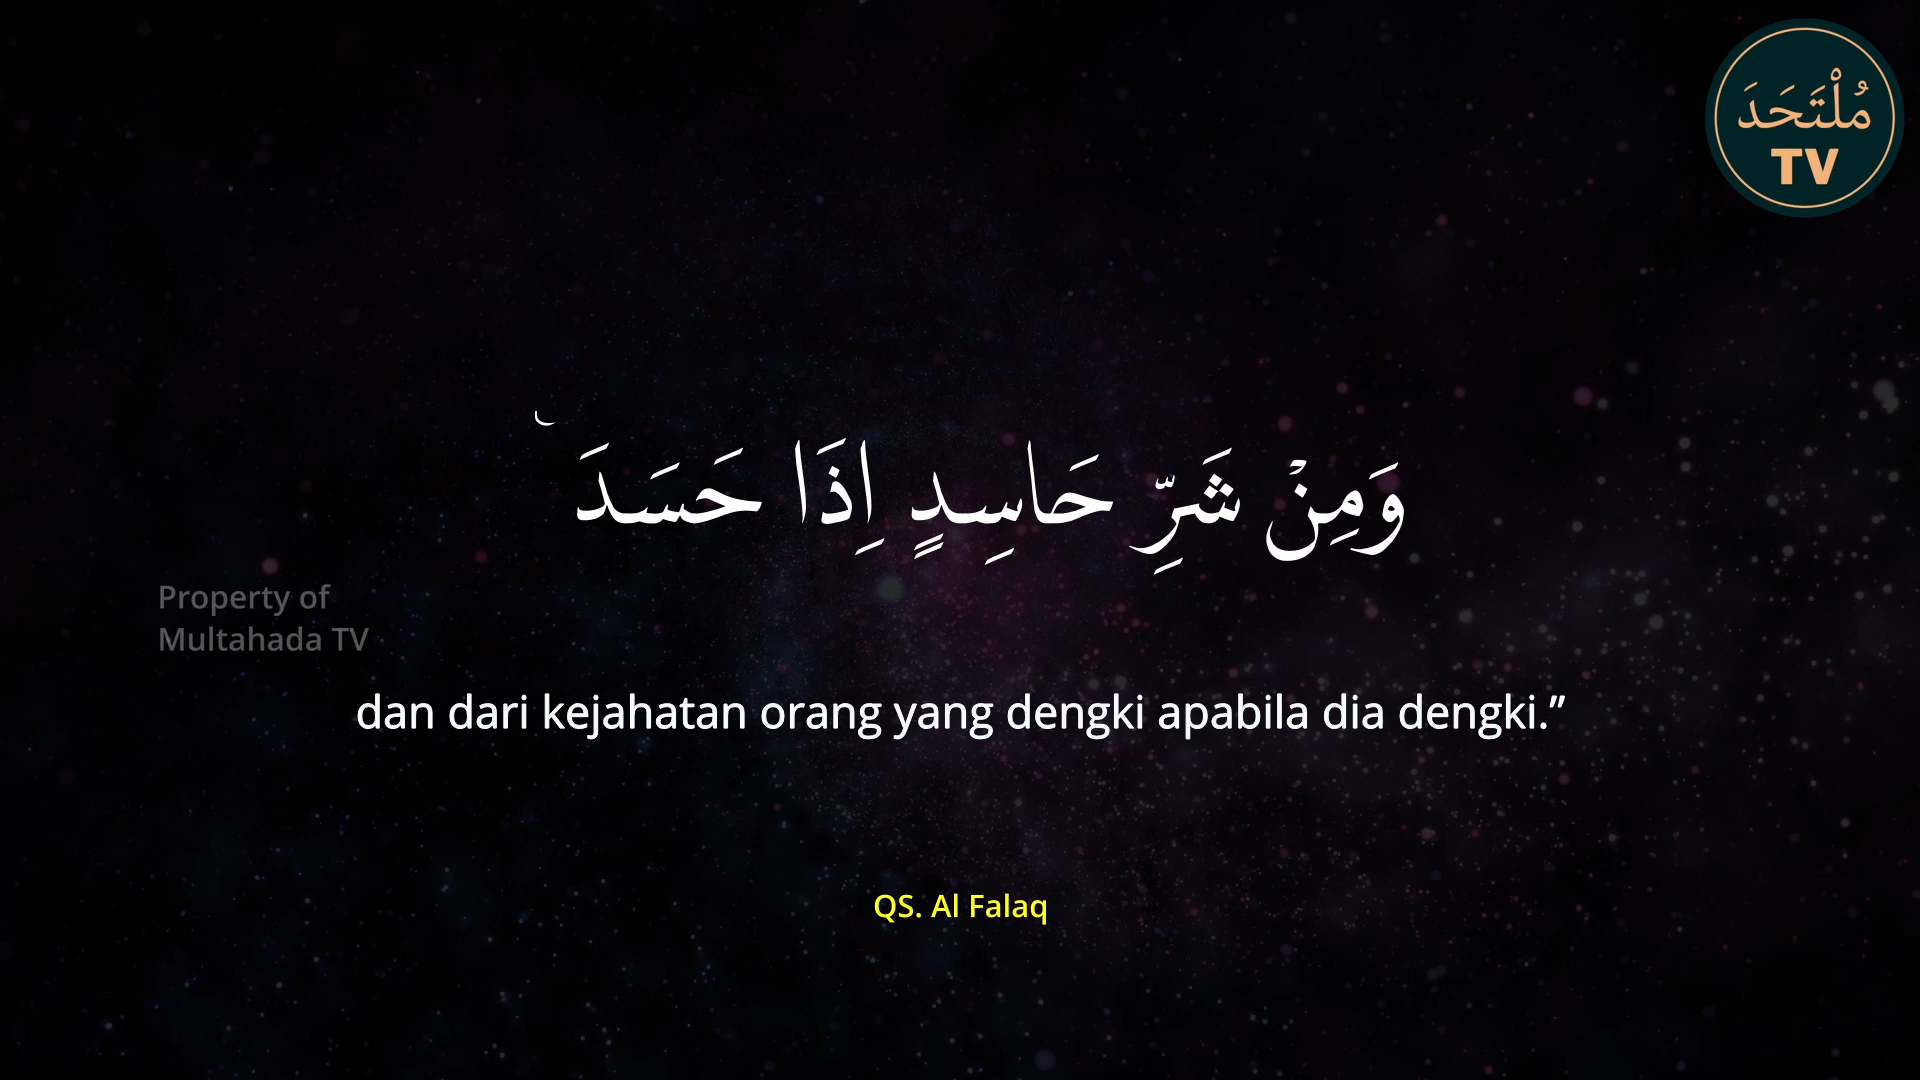 مُلْتَحَدَ
TV
وَمِنْ شَرِّ حَاسِدٍ اِذَا حَسَدَ ࣖ
Property of
Multahada TV
dan dari kejahatan orang yang dengki apabila dia dengki.”
QS. Al Falaq